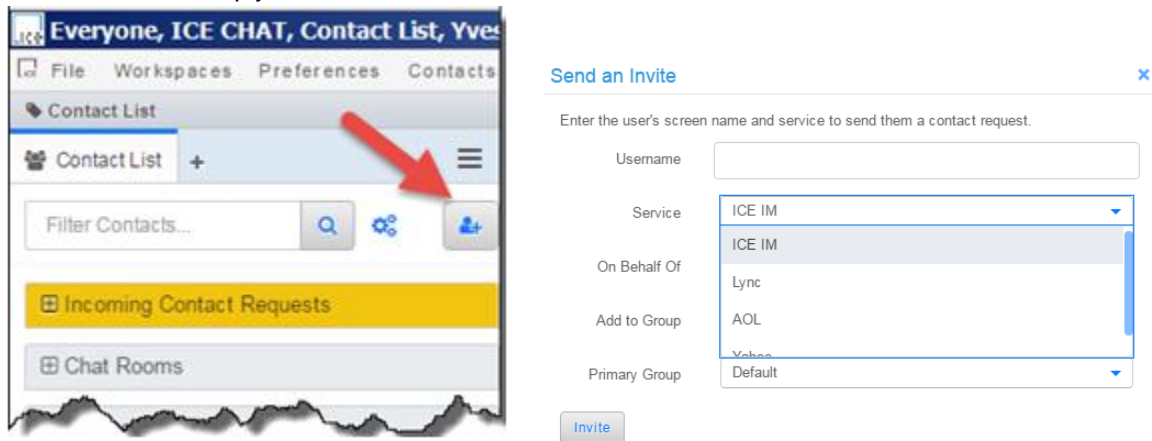 Everyone, ICE CHAT, Contact List, Yves
File Workspaces Preferences Contacts
Contact List
Contact List +
Filter Contacts...
Incoming Contact Requests
Chat Rooms
Send an Invite ×
Enter the user's screen name and service to send them a contact request.
Username
Service ICE IM
ICE IM
On Behalf Of
Lync
Add to Group AOL
Yahoo
Primary Group Default
Invite